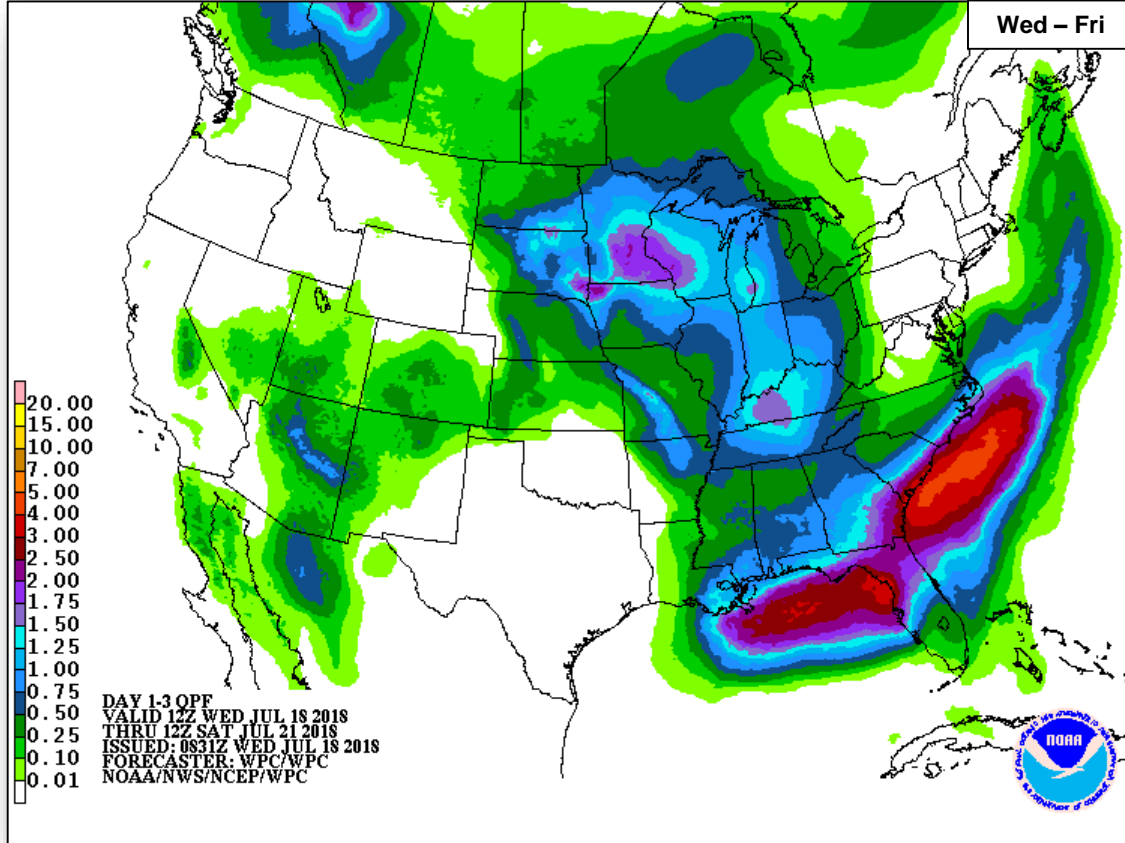 Wed – Fri
20.00
15.00
10.00
7.00
5.00
4.00
3.00
2.50
2.00
1.75
1.50
1.25
1.00
0.75
0.50
0.25
0.10
0.01
DAY 1-3 QPF
VALID 12Z WED JUL 18 2018
THRU 12Z SAT JUL 21 2018
ISSUED: 0831Z WED JUL 18 2018
FORECASTER: WPC/WPC
NOAA/NWS/NCEP/WPC
NOAA